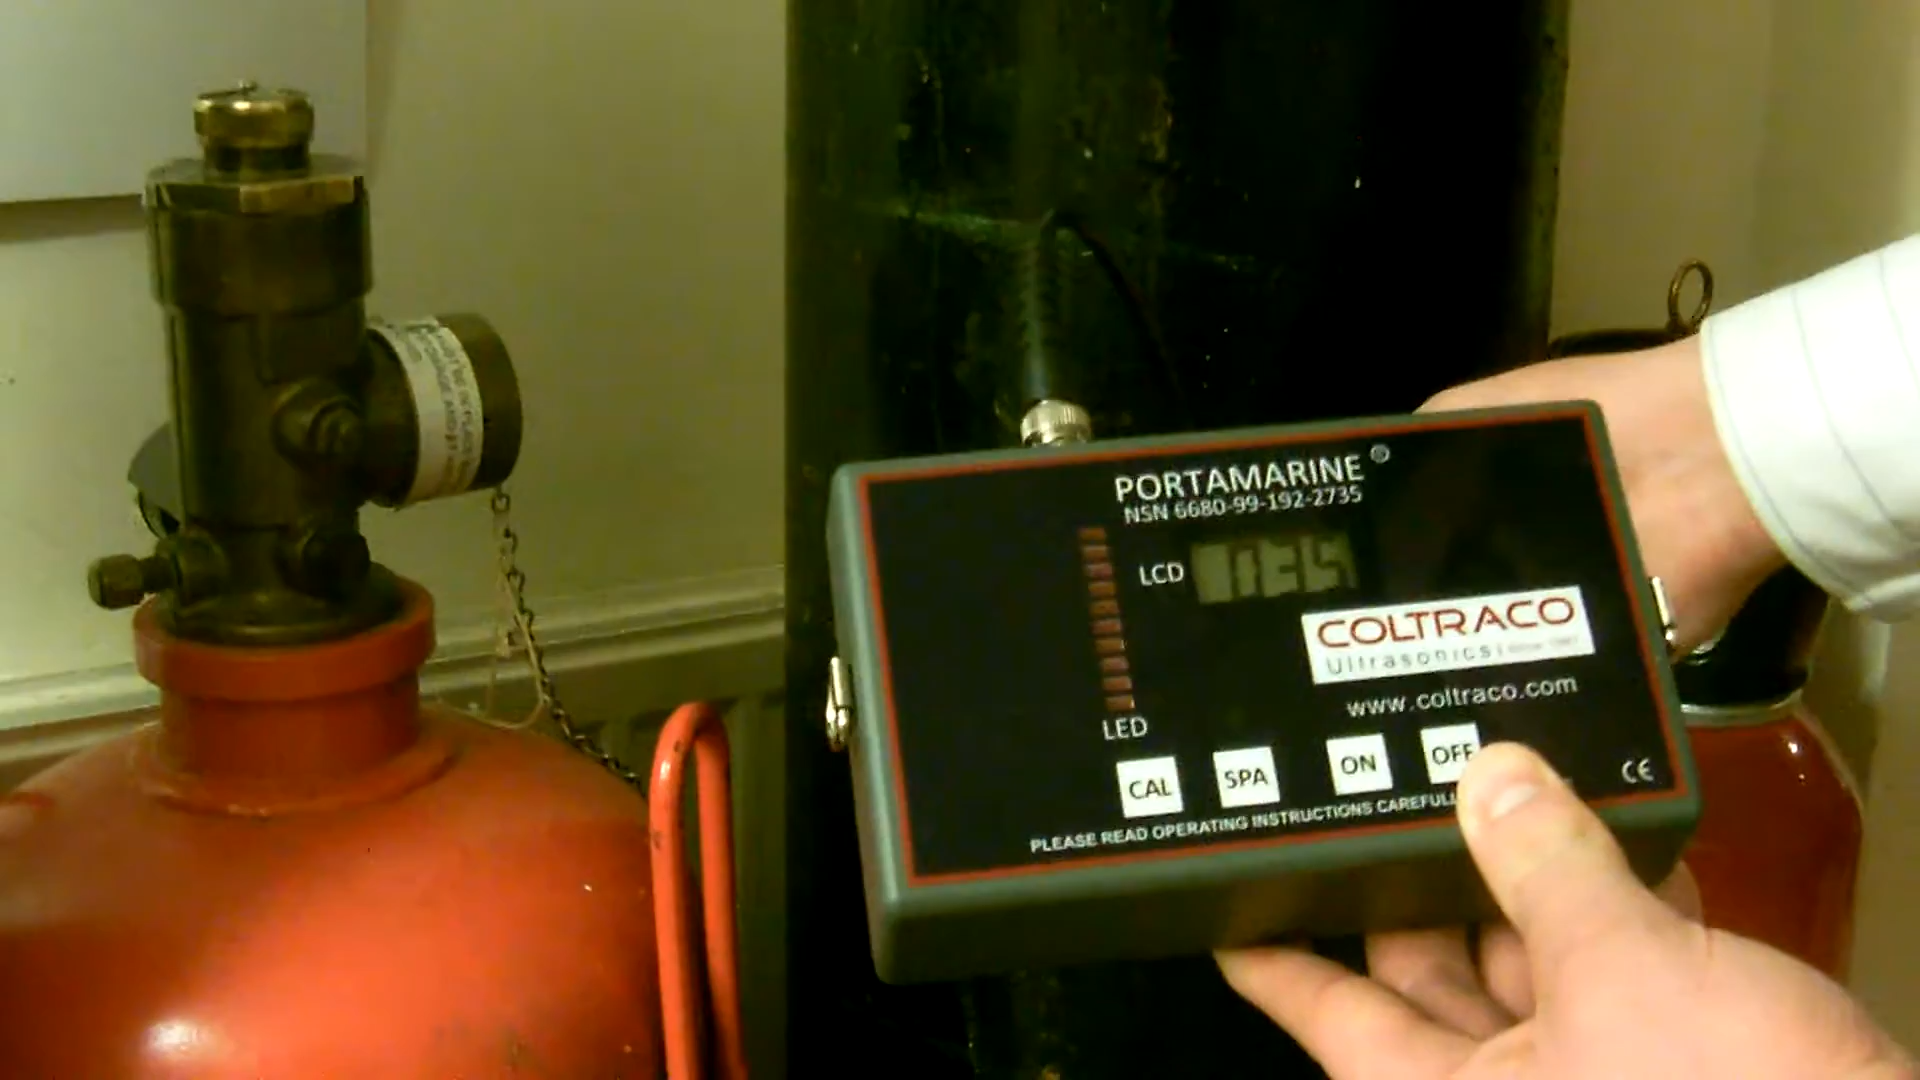 PORTAMARINE®
NSN 6680-99-192-2735
LCD 035
COLTRACO
Ultrasonics
www.coltraco.com
LED
CAL SPA ON OFF
CE
PLEASE READ OPERATING INSTRUCTIONS